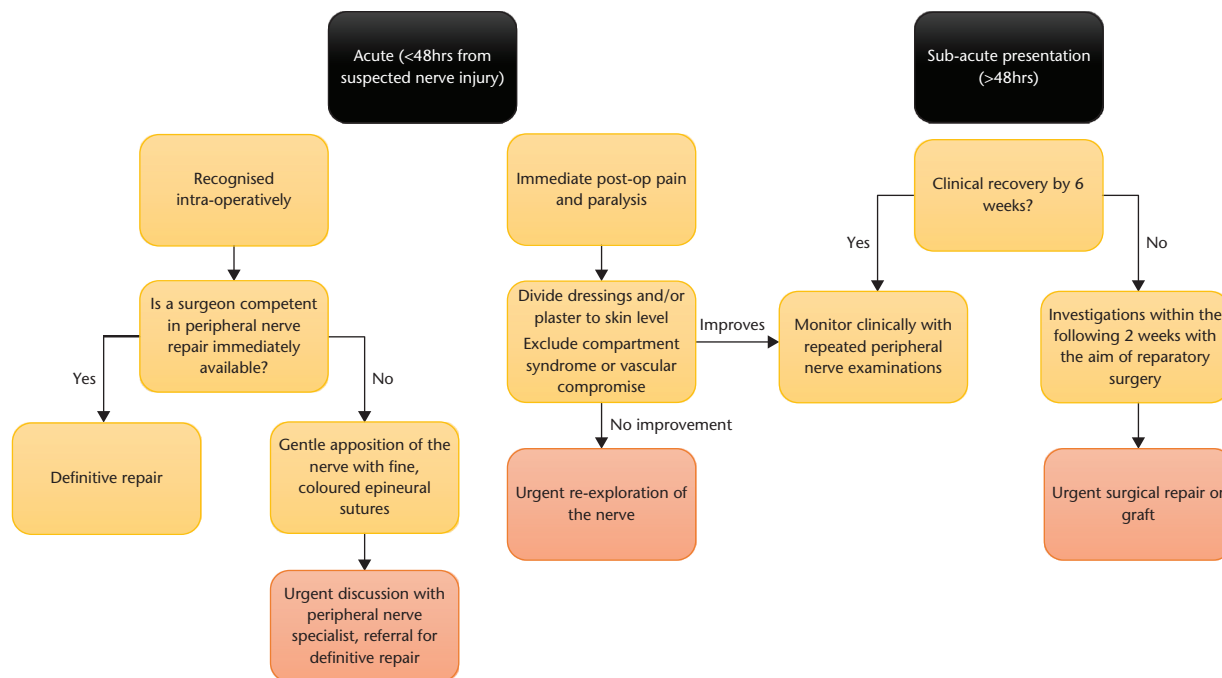 Acute (<48hrs from
suspected nerve injury)
Sub-acute presentation
(>48hrs)
Recognised
intra-operatively
Immediate post-op pain
and paralysis
Clinical recovery by 6
weeks?
Yes
No
Is a surgeon competent
in peripheral nerve
repair immediately
available?
Divide dressings and/or
plaster to skin level
Exclude compartment
syndrome or vascular
compromise
Improves
Monitor clinically with
repeated peripheral
nerve examinations
Investigations within the
following 2 weeks with
the aim of reparatory
surgery
Yes
No
No improvement
Definitive repair
Gentle apposition of the
nerve with fine,
coloured epineural
sutures
Urgent re-exploration of
the nerve
Urgent surgical repair or
graft
Urgent discussion with
peripheral nerve
specialist, referral for
definitive repair